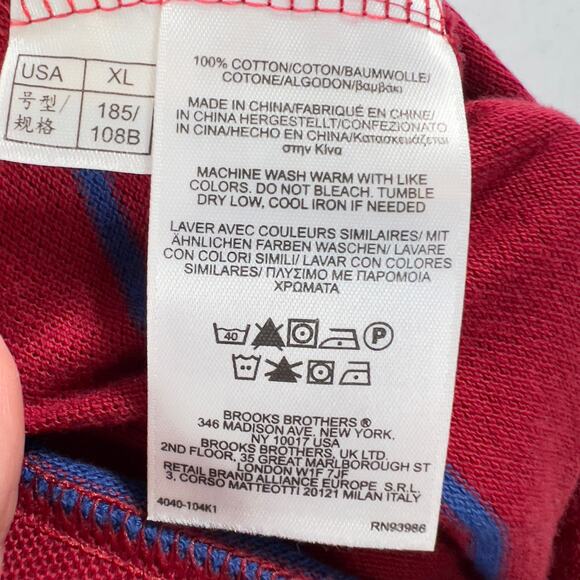 USA XL
号型/ 185/
规格 108B
100% COTTON/COTON/BAUMWOLLE/
COTONE/ALGODON/βαμβάκι
MADE IN CHINA/FABRIQUÉ EN CHINE/
IN CHINA HERGESTELLT/CONFEZIONATO
IN CINA/HECHO EN CHINA/Κατασκευάζεται
στην Κίνα
MACHINE WASH WARM WITH LIKE
COLORS. DO NOT BLEACH. TUMBLE
DRY LOW, COOL IRON IF NEEDED
LAVER AVEC COULEURS SIMILAIRES/ MIT
ÄHNLICHEN FARBEN WASCHEN/ LAVARE
CON COLORI SIMILI/ LAVAR CON COLORES
SIMILARES/ ΠΛΥΣΙΜΟ ΜΕ ΠΑΡΟΜΟΙΑ
ΧΡΩΜΑΤΑ
40 P
BROOKS BROTHERS ®
346 MADISON AVE, NEW YORK,
NY 10017 USA
BROOKS BROTHERS, UK LTD.
2ND FLOOR, 35 GREAT MARLBOROUGH ST
LONDON W1F 7JF
RETAIL BRAND ALLIANCE EUROPE S.R.L.
3, CORSO MATTEOTTI 20121 MILAN ITALY
4040-104K1 RN93986